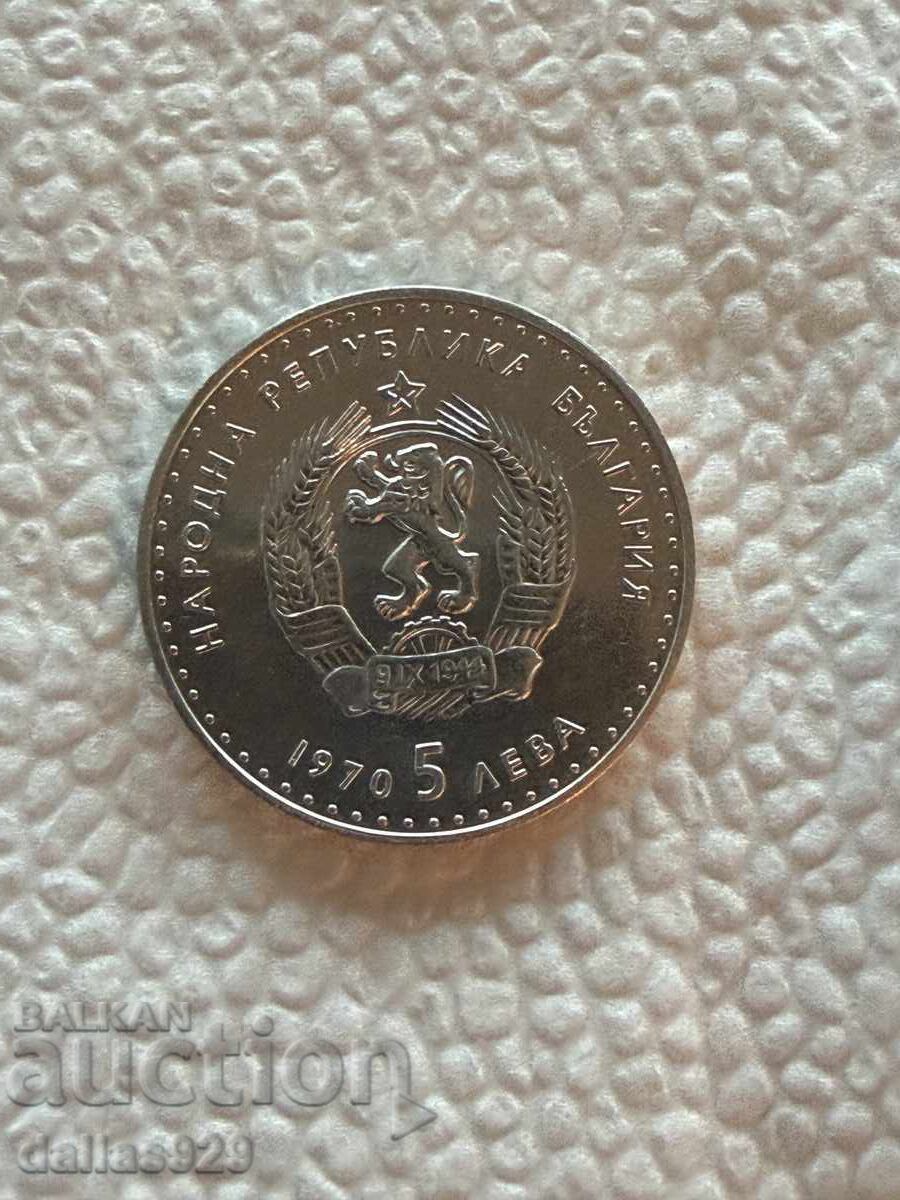 НАРОДНА РЕПУБЛИКА БЪЛГАРИЯ
9 IX 1944
1970 5 ЛЕВА
BALKAN
auction
dallas929